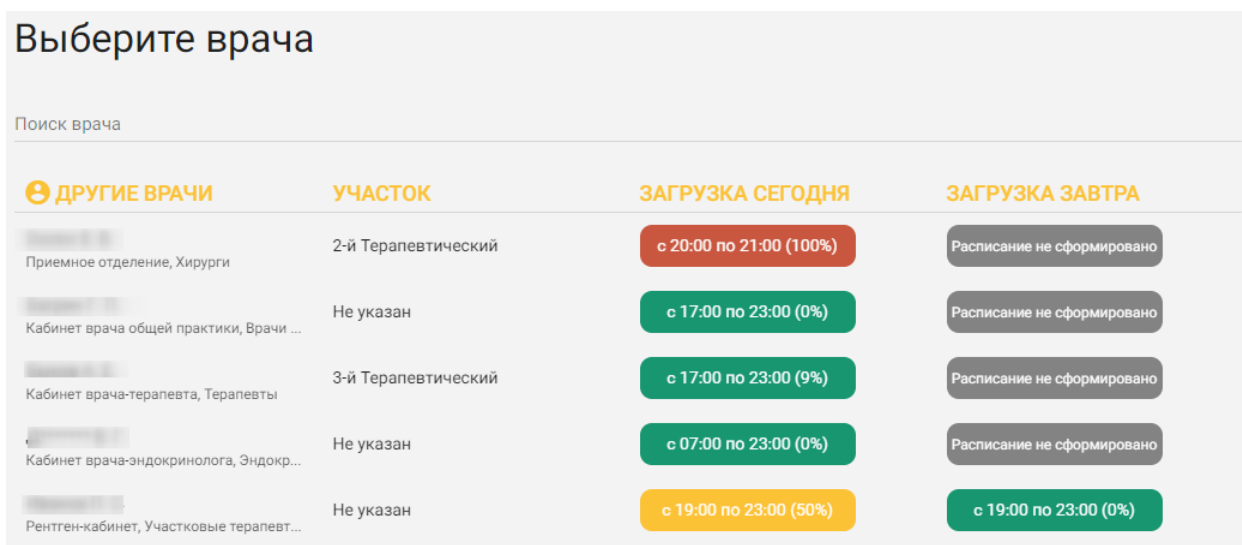 Выберите врача
Поиск врача
ДРУГИЕ ВРАЧИ УЧАСТОК ЗАГРУЗКА СЕГОДНЯ ЗАГРУЗКА ЗАВТРА
2-й Терапевтический с 20:00 по 21:00 (100%) Расписание не сформировано
Приемное отделение, Хирурги
Не указан с 17:00 по 23:00 (0%) Расписание не сформировано
Кабинет врача общей практики, Врачи ...
3-й Терапевтический с 17:00 по 23:00 (9%) Расписание не сформировано
Кабинет врача-терапевта, Терапевты
Не указан с 07:00 по 23:00 (0%) Расписание не сформировано
Кабинет врача-эндокринолога, Эндокр...
Не указан с 19:00 по 23:00 (50%) с 19:00 по 23:00 (0%)
Рентген-кабинет, Участковые терапевт...